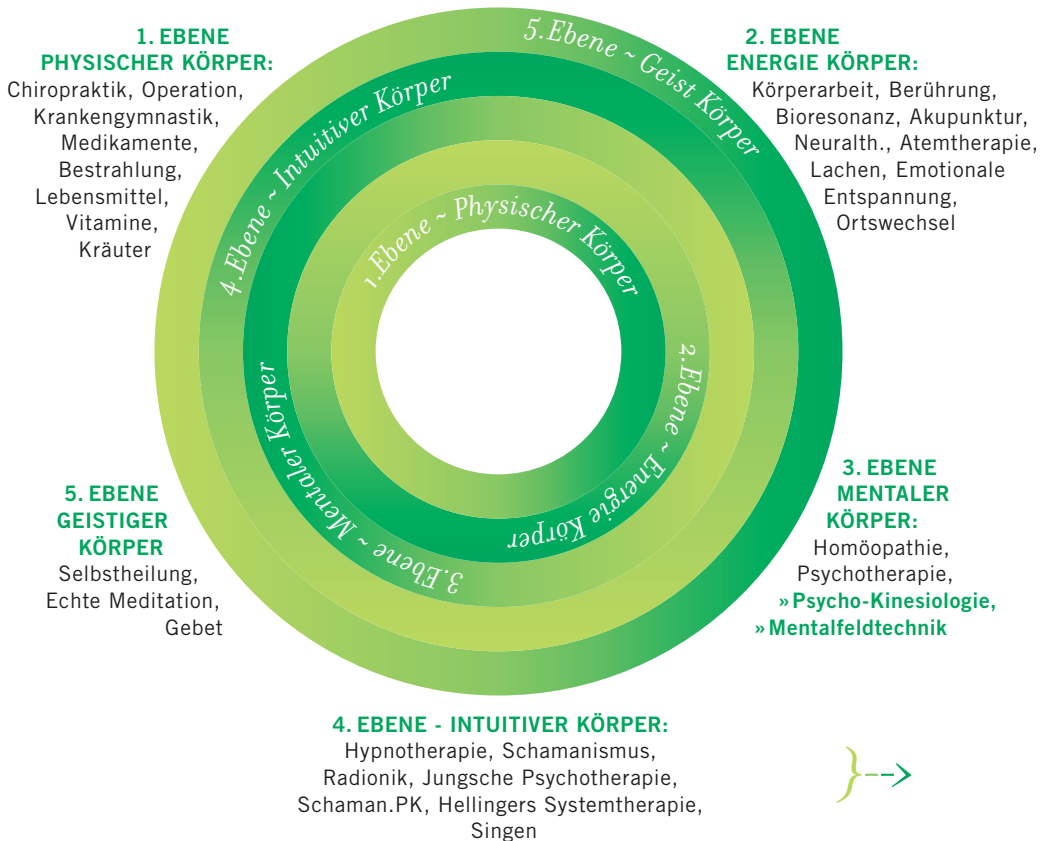 1. EBENE
PHYSISCHER KÖRPER:
Chiropraktik, Operation,
Krankengymnastik,
Medikamente,
Bestrahlung,
Lebensmittel,
Vitamine,
Kräuter
2. EBENE
ENERGIE KÖRPER:
Körperarbeit, Berührung,
Bioresonanz, Akupunktur,
Neuralth., Atemtherapie,
Lachen, Emotionale
Entspannung,
Ortswechsel
5.Ebene ~ Geist Körper
4.Ebene ~ Intuitiver Körper
1.Ebene ~ Physischer Körper
2.Ebene ~ Energie Körper
3.Ebene ~ Mentaler Körper
3. EBENE
MENTALER
KÖRPER:
Homöopathie,
Psychotherapie,
»Psycho-Kinesiologie,
»Mentalfeldtechnik
5. EBENE
GEISTIGER
KÖRPER
Selbstheilung,
Echte Meditation,
Gebet
4. EBENE - INTUITIVER KÖRPER:
Hypnotherapie, Schamanismus,
Radionik, Jungsche Psychotherapie,
Schaman.PK, Hellingers Systemtherapie,
Singen